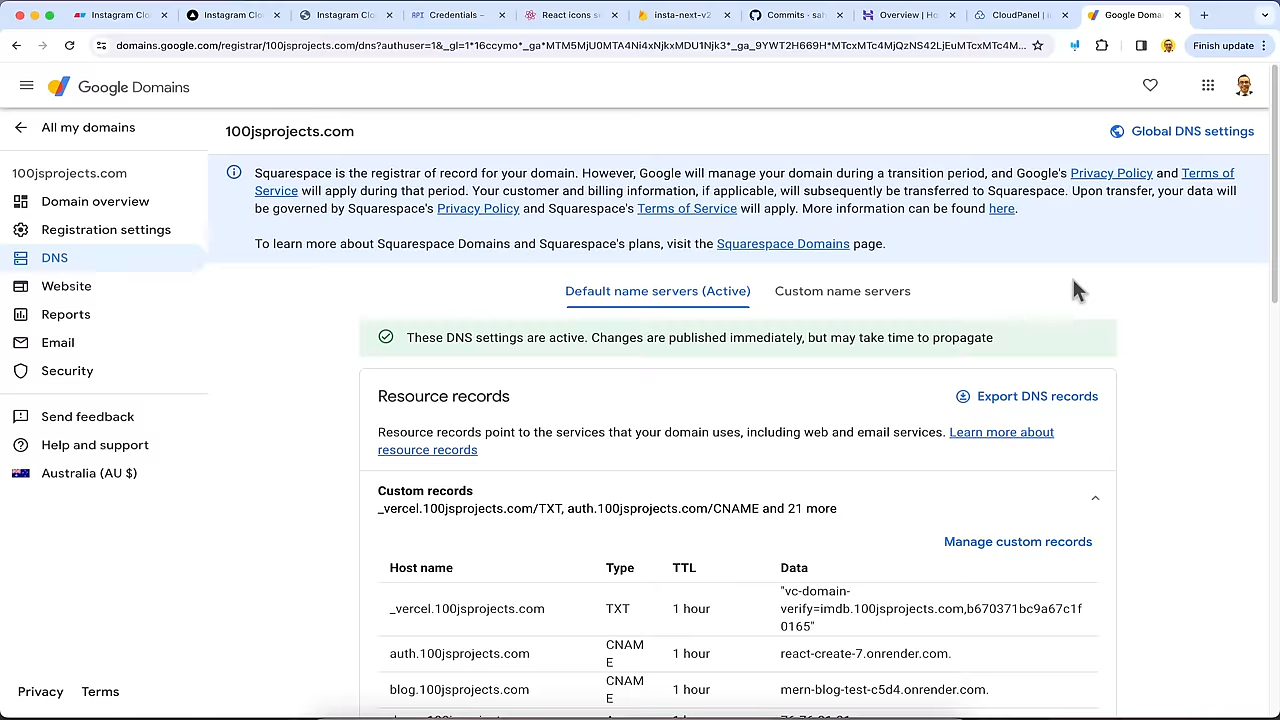 Instagram Clo
Instagram Clo
Instagram Clo
API Credentials –
React icons s
insta-next-v2
Commits · sah
Overview | Ho
CloudPanel | i
Google Doma
domains.google.com/registrar/100jsprojects.com/dns?authuser=1&_gl=1*16ccymo*_ga*MTM5MjU0MTA4Ni4xNjkxMDU1Njk3*_ga_9YWT2H669H*MTcxMTc4MjQzNS42LjEuMTcxMTc4M...
Finish update
Google Domains
All my domains
100jsprojects.com
Global DNS settings
100jsprojects.com
Domain overview
Registration settings
DNS
Website
Reports
Email
Security
Send feedback
Help and support
Australia (AU $)
Privacy Terms
Squarespace is the registrar of record for your domain. However, Google will manage your domain during a transition period, and Google's Privacy Policy and Terms of
Service will apply during that period. Your customer and billing information, if applicable, will subsequently be transferred to Squarespace. Upon transfer, your data will
be governed by Squarespace's Privacy Policy and Squarespace's Terms of Service will apply. More information can be found here.
To learn more about Squarespace Domains and Squarespace's plans, visit the Squarespace Domains page.
Default name servers (Active)
Custom name servers
These DNS settings are active. Changes are published immediately, but may take time to propagate
Resource records
Export DNS records
Resource records point to the services that your domain uses, including web and email services. Learn more about
resource records
Custom records
_vercel.100jsprojects.com/TXT, auth.100jsprojects.com/CNAME and 21 more
Manage custom records
Host name Type TTL Data
_vercel.100jsprojects.com TXT 1 hour "vc-domain-
verify=imdb.100jsprojects.com,b670371bc9a67c1f
0165"
auth.100jsprojects.com CNAM
E 1 hour react-create-7.onrender.com.
blog.100jsprojects.com CNAM
E 1 hour mern-blog-test-c5d4.onrender.com.